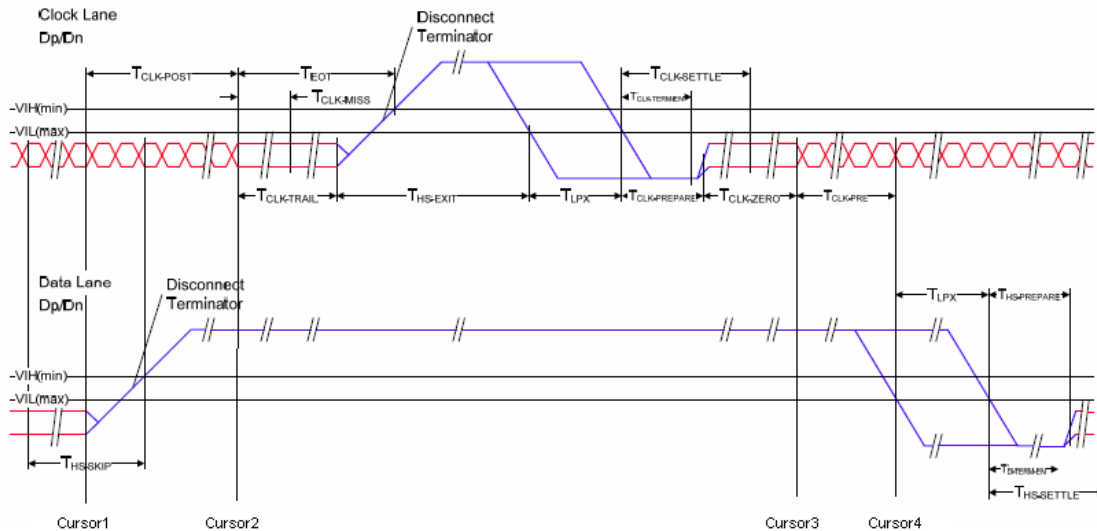 Clock Lane
Dp/Dn
Disconnect
Terminator
TCLK-POST
TEOT
TCLK-SETTLE
TCLK-MISS
TCLK-TERM-EN
VIH(min)
VIL(max)
TCLK-TRAIL
THS-EXIT
TLPX
TCLK-PREPARE
TCLK-ZERO
TCLK-PRE
Data Lane
Dp/Dn
Disconnect
Terminator
TLPX
THS-PREPARE
VIH(min)
VIL(max)
THS-SKIP
TD-TERM-EN
THS-SETTLE
Cursor1
Cursor2
Cursor3
Cursor4